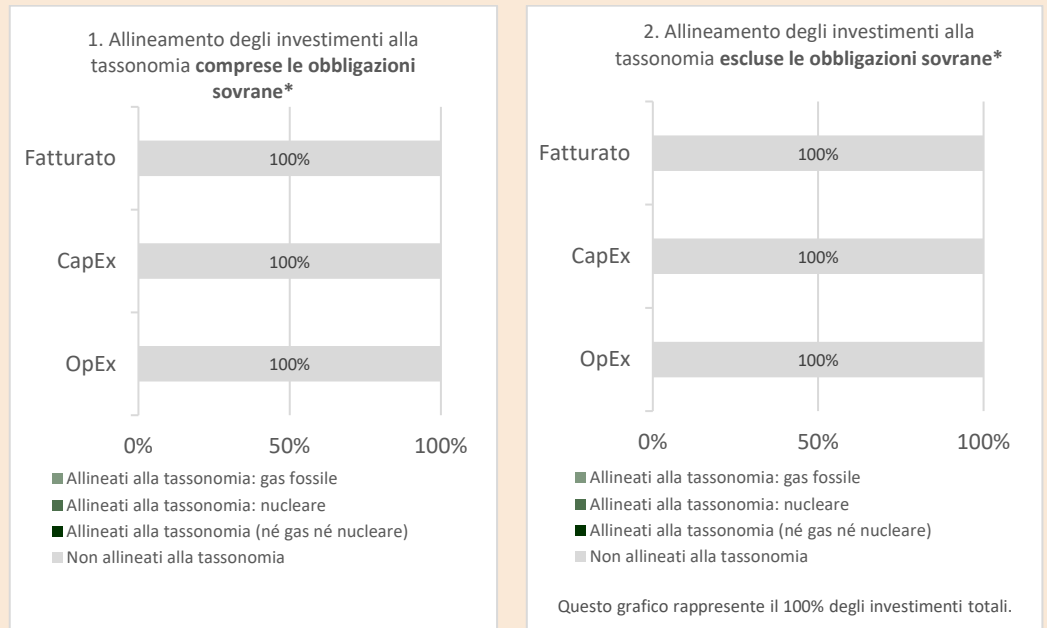 1. Allineamento degli investimenti alla
tassonomia comprese le obbligazioni
sovrane*
Fatturato
100%
CapEx
100%
OpEx
100%
0%
50%
100%
Allineati alla tassonomia: gas fossile
Allineati alla tassonomia: nucleare
Allineati alla tassonomia (né gas né nucleare)
Non allineati alla tassonomia
2. Allineamento degli investimenti alla
tassonomia escluse le obbligazioni sovrane*
Fatturato
100%
CapEx
100%
OpEx
100%
0%
50%
100%
Allineati alla tassonomia: gas fossile
Allineati alla tassonomia: nucleare
Allineati alla tassonomia (né gas né nucleare)
Non allineati alla tassonomia
Questo grafico rappresente il 100% degli investimenti totali.